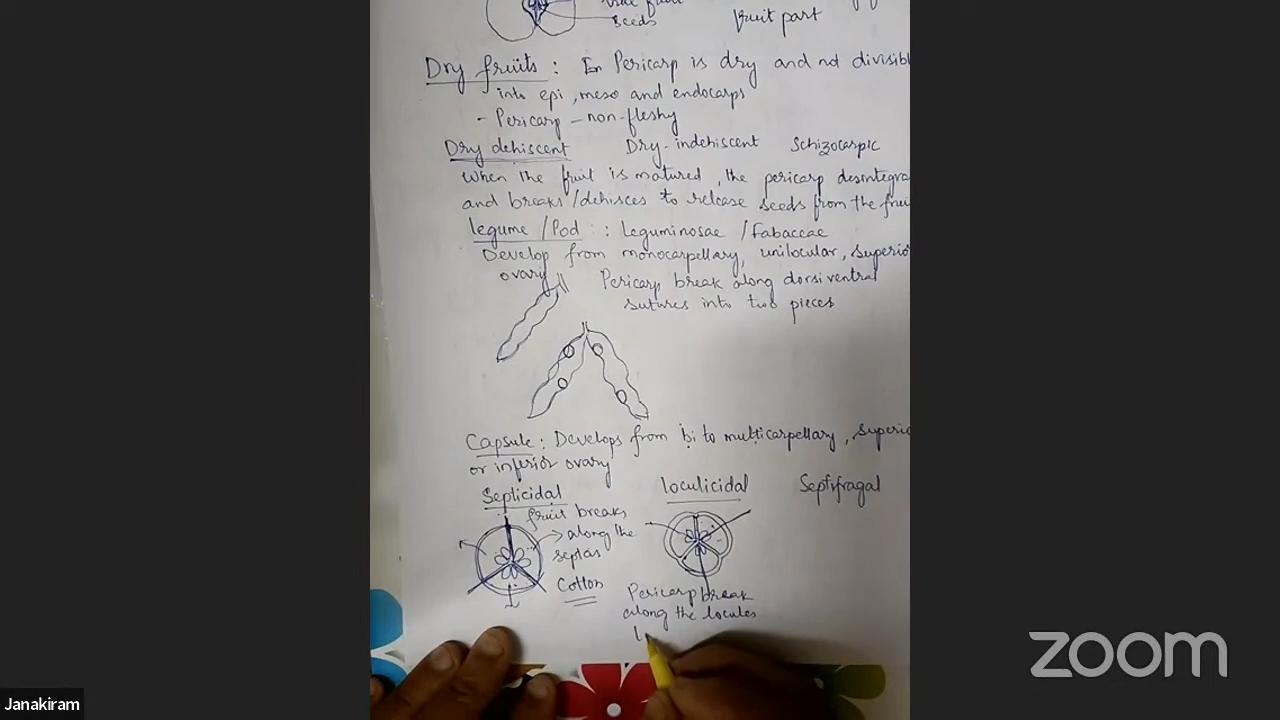 seeds
fruit part
Dry fruits : En Pericarp is dry and not divisibl
into epi, meso and endocarps
- Pericarp - non-fleshy
Dry dehiscent Dry-indehiscent Schizocarpic
When the fruit is matured, the pericarp desintegra
and breaks/dehisces to release seeds from the frui
legume/Pod : : Leguminosae / Fabaceae
Develop from monocarpellary, unilocular, superio
ovary Pericarp break along dorsiventral
sutures into two pieces
Capsule : Develops from bi to multicarpellary, superio
or inferior ovary
Septicidal loculicidal Septifragal
fruit breaks
along the
septas
Cotton
Pericarp break
along the locules
Janakiram
zoom